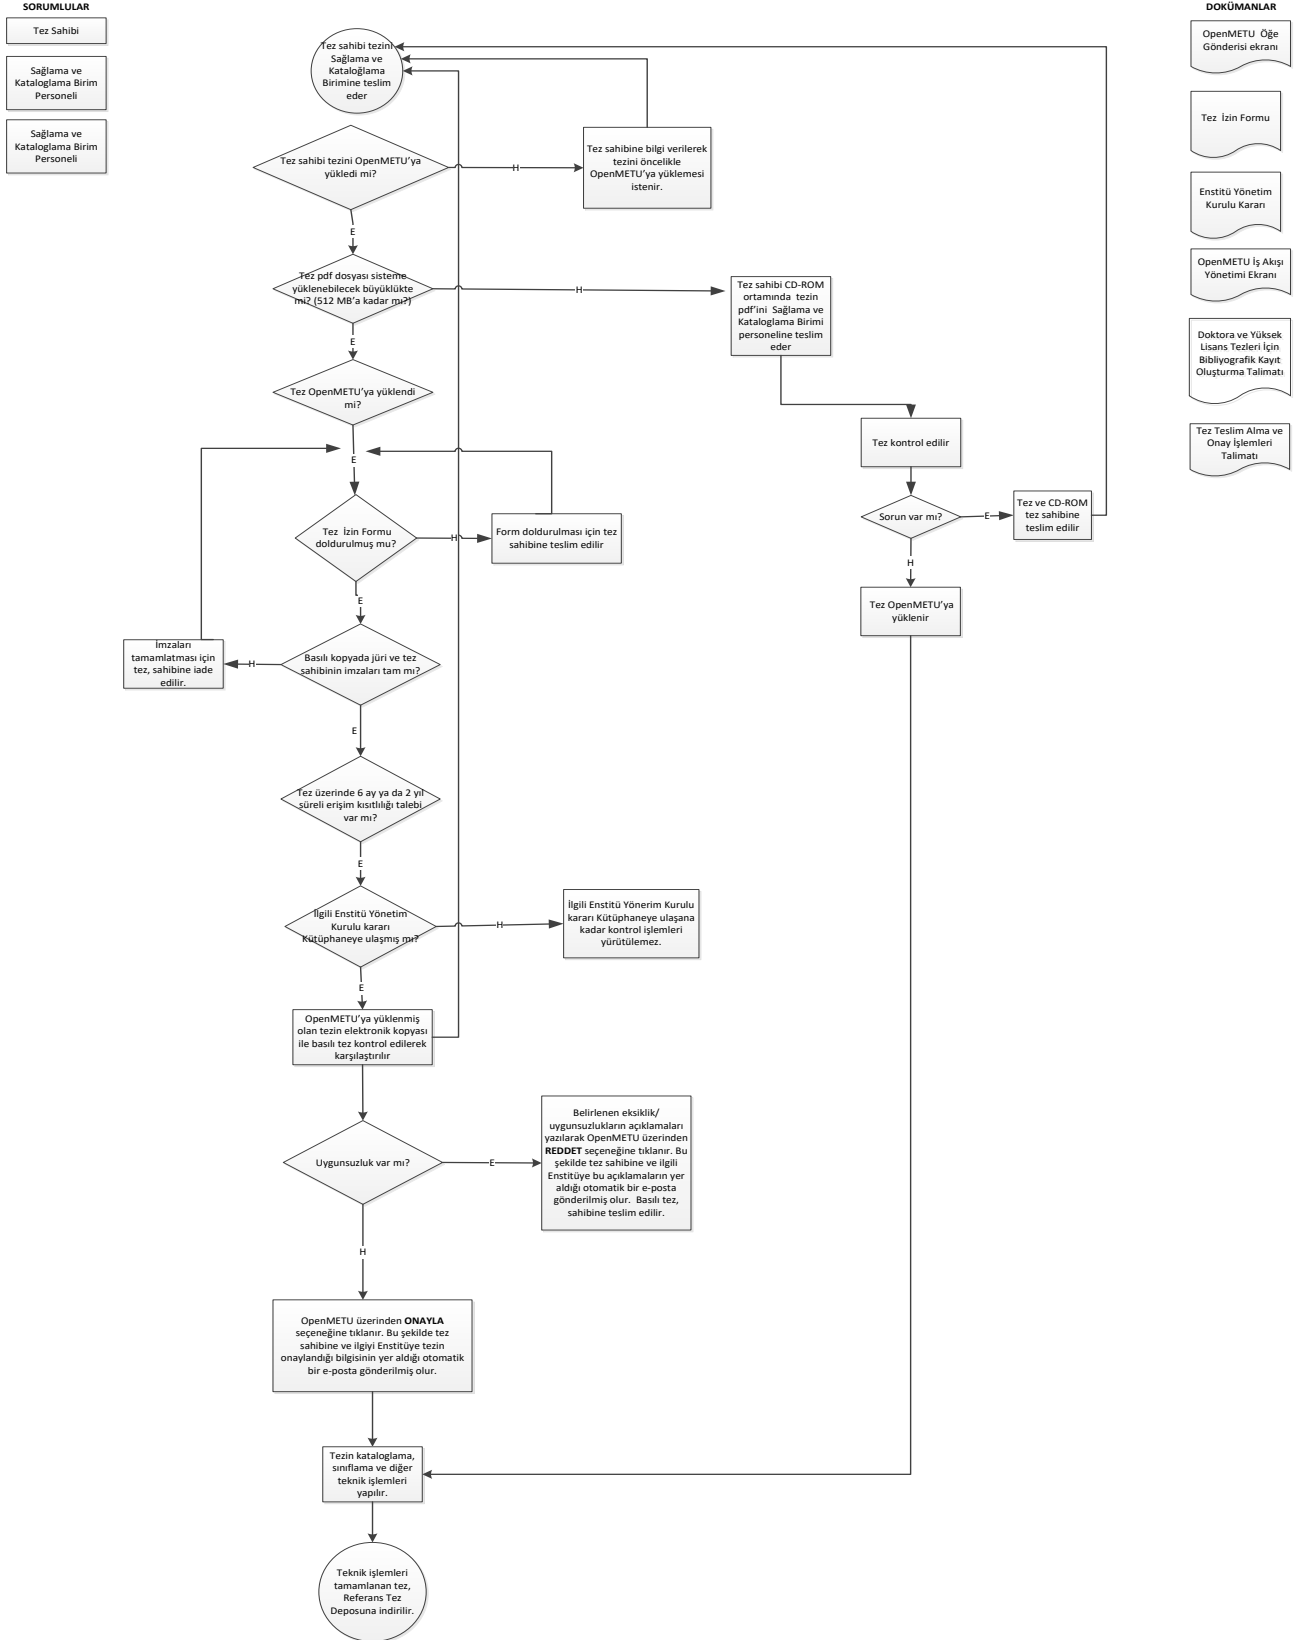 SORUMLULAR
Tez Sahibi
Sağlama ve
Kataloglama Birim
Personeli
Sağlama ve
Kataloglama Birim
Personeli
DOKÜMANLAR
OpenMETU Öğe
Gönderisi ekranı
Tez İzin Formu
Enstitü Yönetim
Kurulu Kararı
OpenMETU İş Akışı
Yönetimi Ekranı
Doktora ve Yüksek
Lisans Tezleri İçin
Bibliyografik Kayıt
Oluşturma Talimatı
Tez Teslim Alma ve
Onay İşlemleri
Talimatı
Tez sahibi tezini
Sağlama ve
Kataloğlama
Birimine teslim
eder
Tez sahibi tezini OpenMETU'ya
yükledi mi?
H
Tez sahibine bilgi verilerek
tezini öncelikle
OpenMETU'ya yüklemesi
istenir.
E
Tez pdf dosyası sisteme
yüklenebilecek büyüklükte
mi? (512 MB'a kadar mı?)
H
Tez sahibi CD-ROM
ortamında tezin
pdf'ini Sağlama ve
Kataloglama Birimi
personeline teslim
eder
E
Tez OpenMETU'ya yüklendi
mi?
E
Tez kontrol edilir
Sorun var mı?
E
Tez ve CD-ROM
tez sahibine
teslim edilir
H
Tez OpenMETU'ya
yüklenir
Tez İzin Formu
doldurulmuş mu?
H
Form doldurulması için tez
sahibine teslim edilir
E
Basılı kopyada jüri ve tez
sahibinin imzaları tam mı?
H
İmzaları
tamamlatması için
tez, sahibine iade
edilir.
E
Tez üzerinde 6 ay ya da 2 yıl
süreli erişim kısıtlılığı talebi
var mı?
E
İlgili Enstitü Yönetim
Kurulu kararı
Kütüphaneye ulaşmış mı?
H
İlgili Enstitü Yönerim Kurulu
kararı Kütüphaneye ulaşana
kadar kontrol işlemleri
yürütülemez.
E
OpenMETU'ya yüklenmiş
olan tezin elektronik kopyası
ile basılı tez kontrol edilerek
karşılaştırılır
Uygunsuzluk var mı?
E
Belirlenen eksiklik/
uygunsuzlukların açıklamaları
yazılarak OpenMETU üzerinden
REDDET seçeneğine tıklanır. Bu
şekilde tez sahibine ve ilgili
Enstitüye bu açıklamaların yer
aldığı otomatik bir e-posta
gönderilmiş olur. Basılı tez,
sahibine teslim edilir.
H
OpenMETU üzerinden ONAYLA
seçeneğine tıklanır. Bu şekilde tez
sahibine ve ilgiyi Enstitüye tezin
onaylandığı bilgisinin yer aldığı otomatik
bir e-posta gönderilmiş olur.
Tezin kataloglama,
sınıflama ve diğer
teknik işlemleri
yapılır.
Teknik işlemleri
tamamlanan tez,
Referans Tez
Deposuna indirilir.